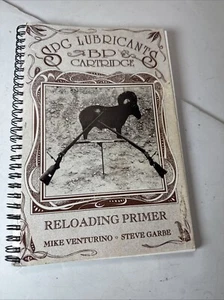 SPG LUBRICANTS
BP
CARTRIDGE
RELOADING PRIMER
MIKE VENTURINO - STEVE GARBE